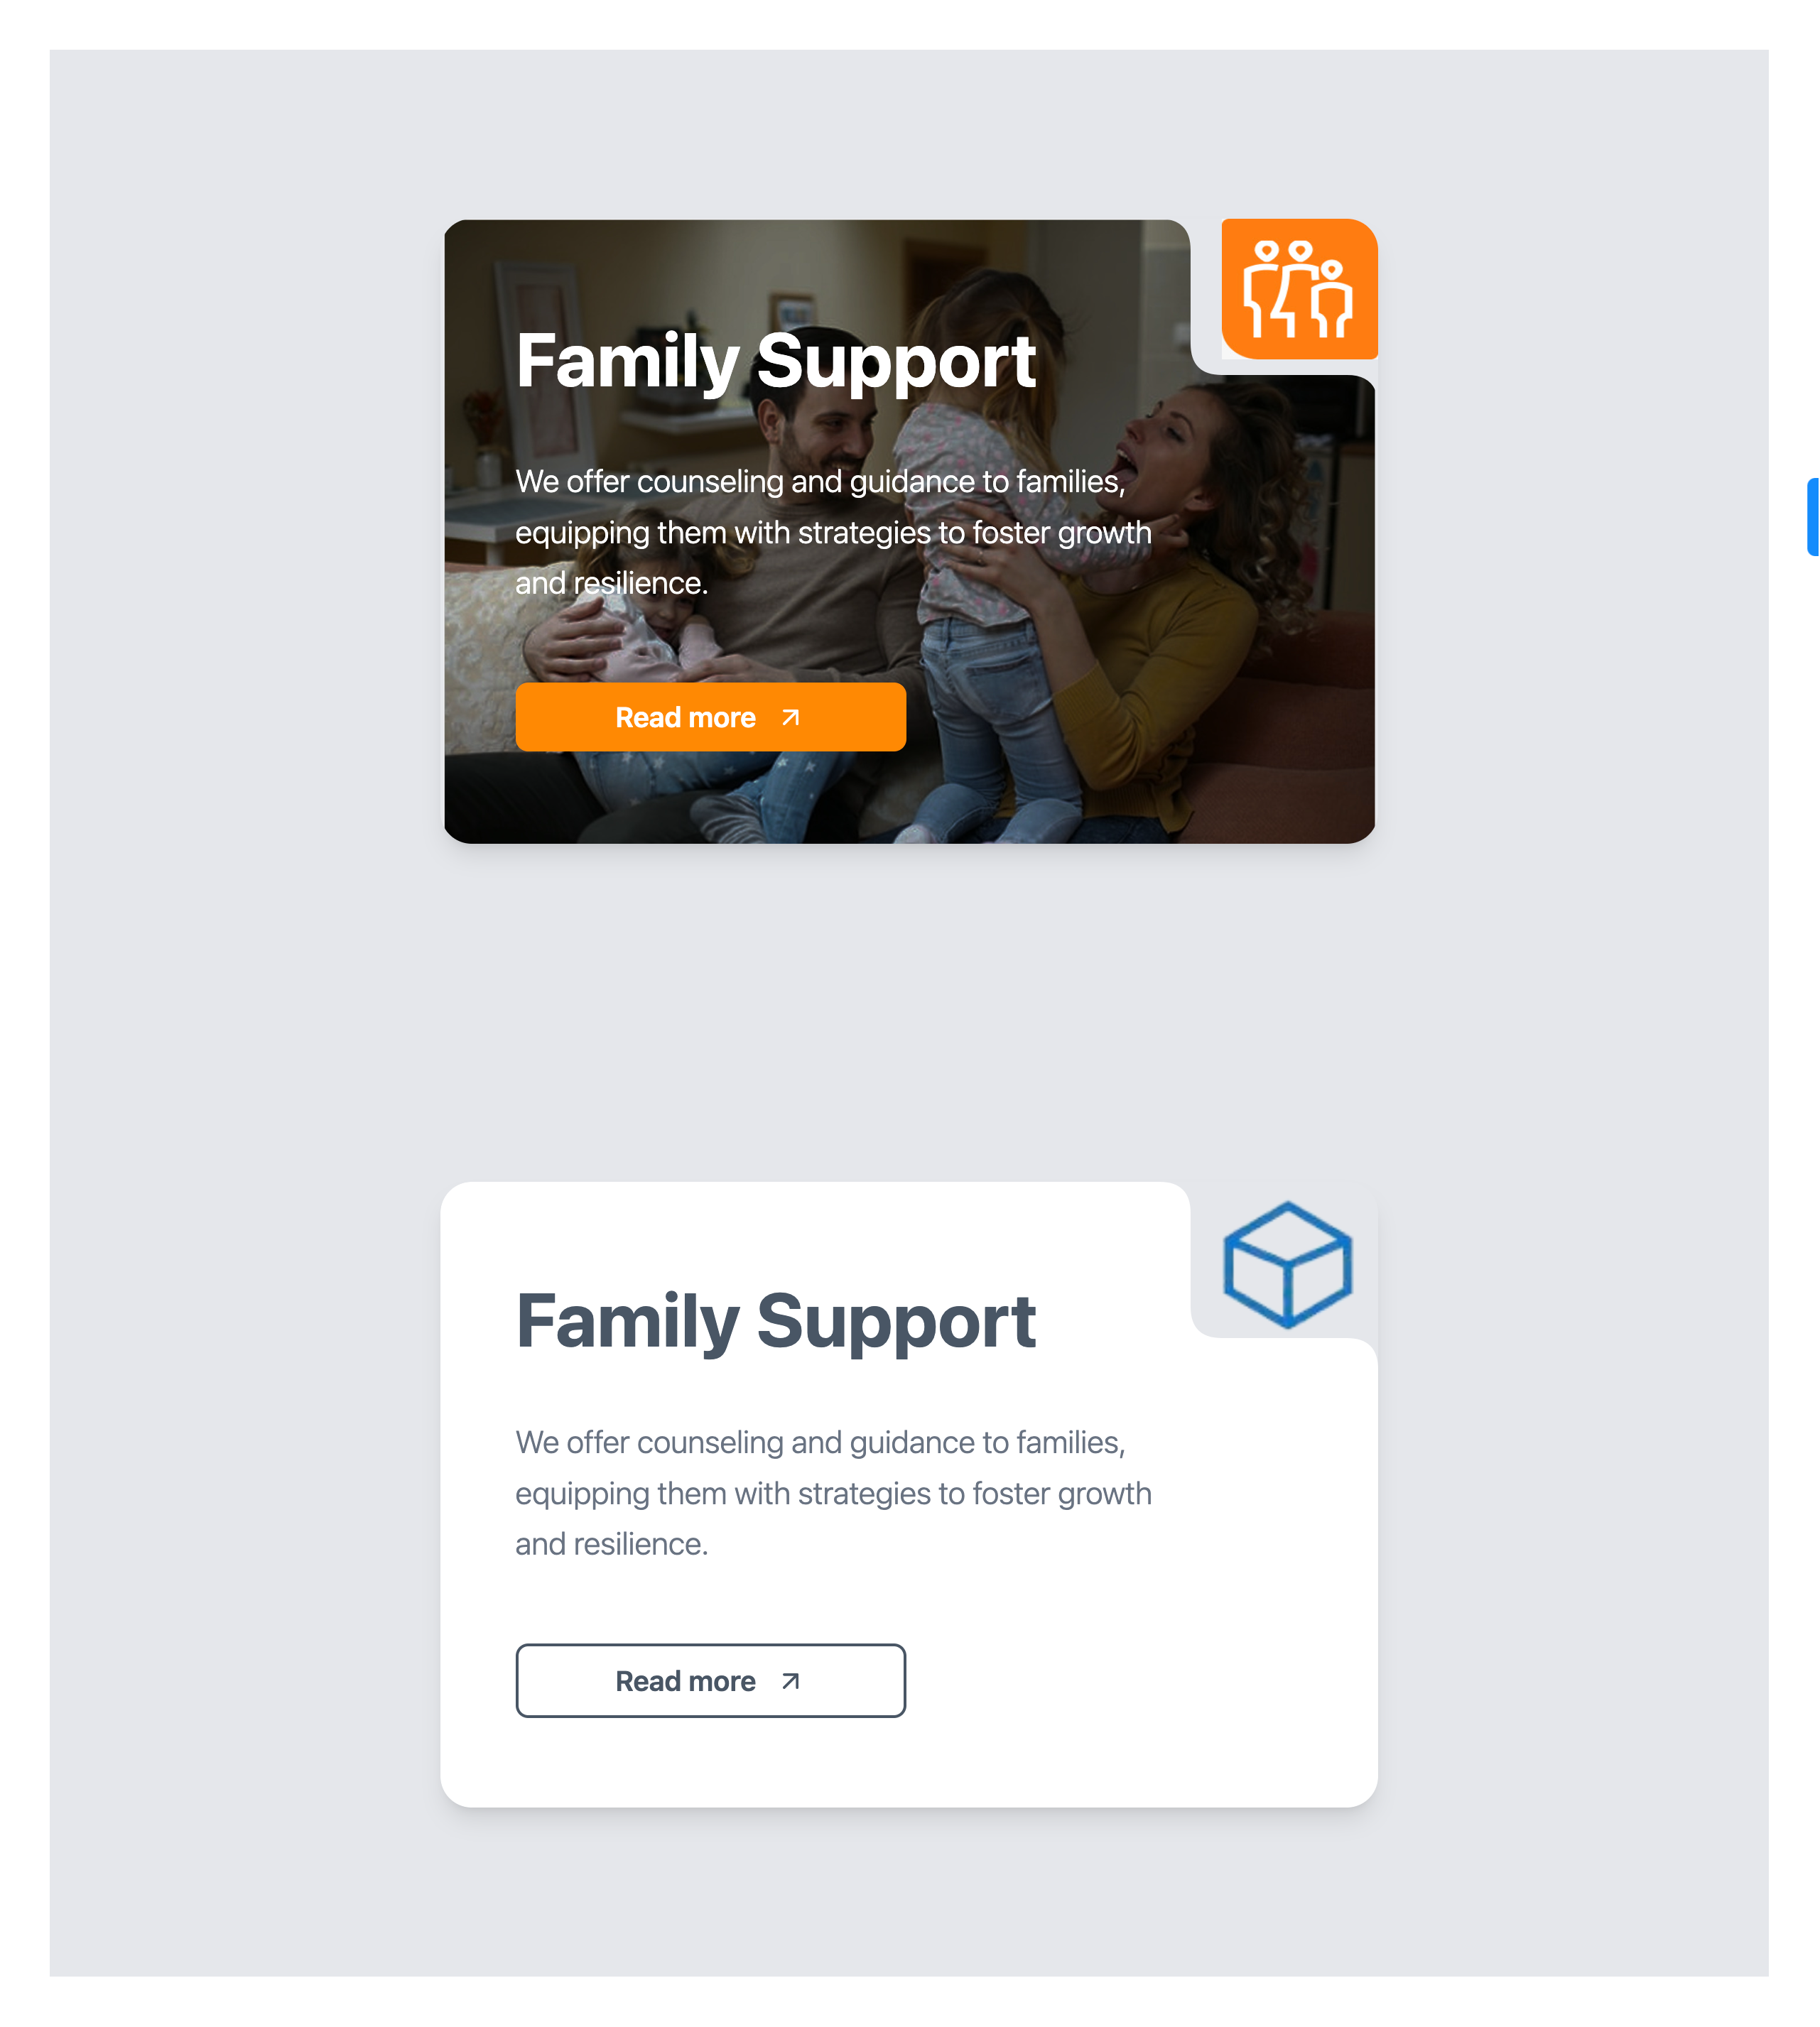 Family Support
We offer counseling and guidance to families,
equipping them with strategies to foster growth
and resilience.
Read more
Family Support
We offer counseling and guidance to families,
equipping them with strategies to foster growth
and resilience.
Read more